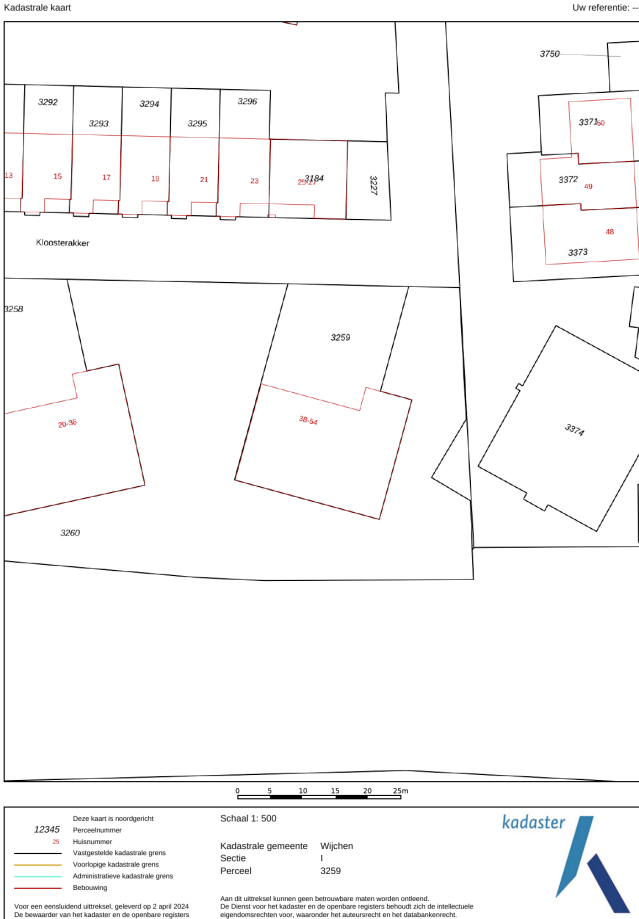 Kadastrale kaart Uw referentie: --
3750
3292
3294
3296
3293
3295
3371
60
13
15
17
19
21
23
25-27
3184
3227
3372
49
48
3373
Kloosterakker
3258
3259
20-36
38-54
3374
3260
0 5 10 15 20 25m
Deze kaart is noordgericht
12345 Perceelnummer
25 Huisnummer
Vastgestelde kadastrale grens
Voorlopige kadastrale grens
Administratieve kadastrale grens
Bebouwing
Voor een eensluidend uittreksel, geleverd op 2 april 2024
De bewaarder van het kadaster en de openbare registers
Schaal 1: 500
Kadastrale gemeente Wijchen
Sectie I
Perceel 3259
Aan dit uittreksel kunnen geen betrouwbare maten worden ontleend.
De Dienst voor het kadaster en de openbare registers behoudt zich de intellectuele
eigendomsrechten voor, waaronder het auteursrecht en het databankenrecht.
kadaster